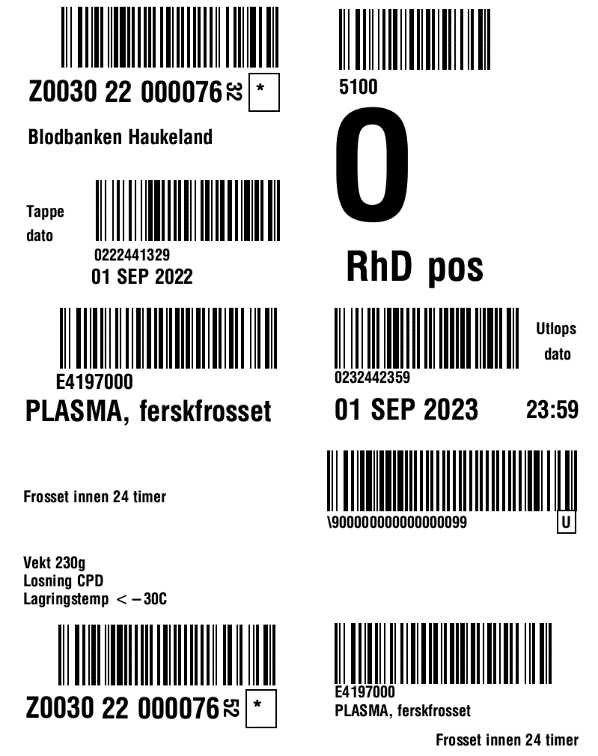 Z0030 22 000076 32 *
Blodbanken Haukeland
5100
O
RhD pos
Tappe
dato
0222441329
01 SEP 2022
Utlops
dato
0232442359
01 SEP 2023 23:59
E4197000
PLASMA, ferskfrosset
Frosset innen 24 timer
\900000000000000099 U
Vekt 230g
Losning CPD
Lagringstemp < −30C
Z0030 22 000076 52 *
E4197000
PLASMA, ferskfrosset
Frosset innen 24 timer